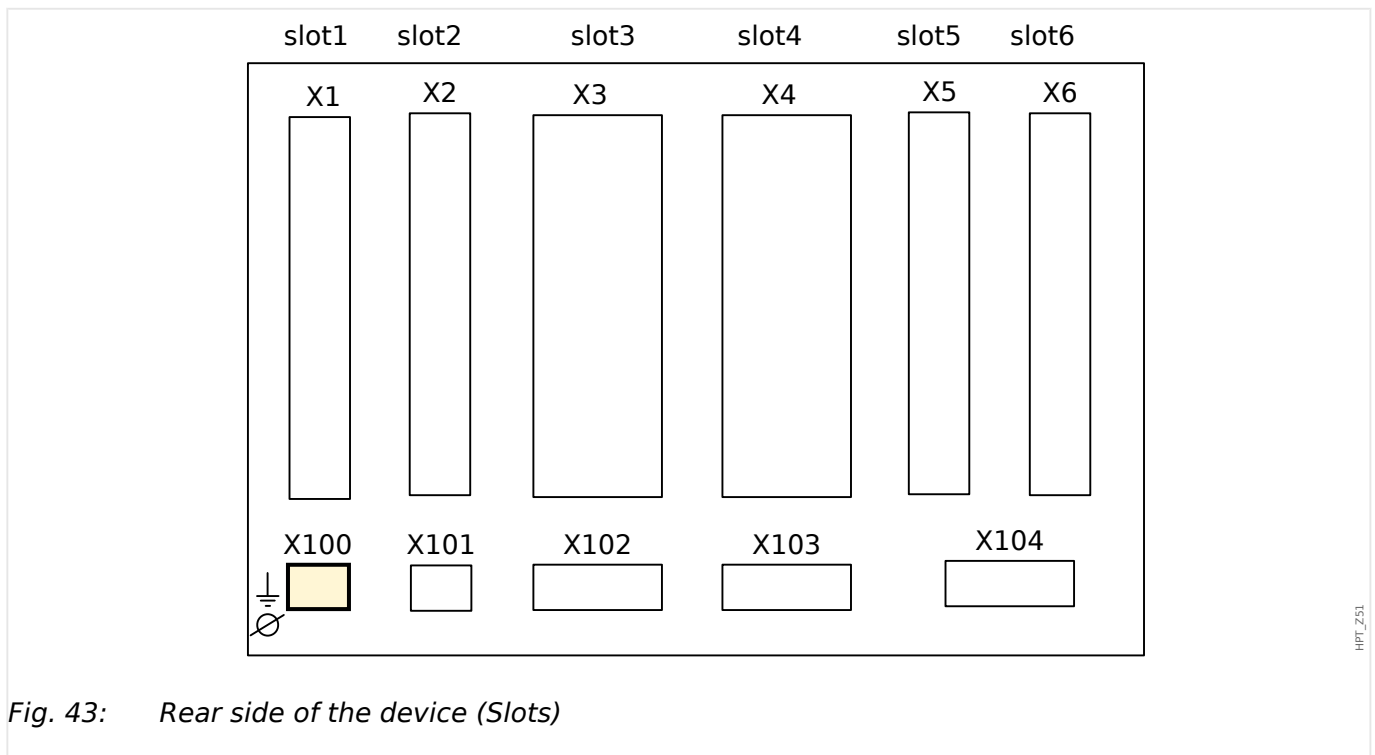 slot1 slot2 slot3 slot4 slot5 slot6
X1 X2 X3 X4 X5 X6
X100 X101 X102 X103 X104
HPT_Z51
Fig. 43: Rear side of the device (Slots)